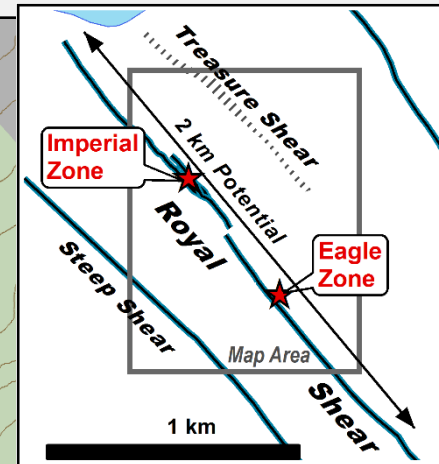 Treasure Shear
2 km Potential
Imperial
Zone
Royal
Eagle
Zone
Steep Shear
Map Area
Shear
1 km